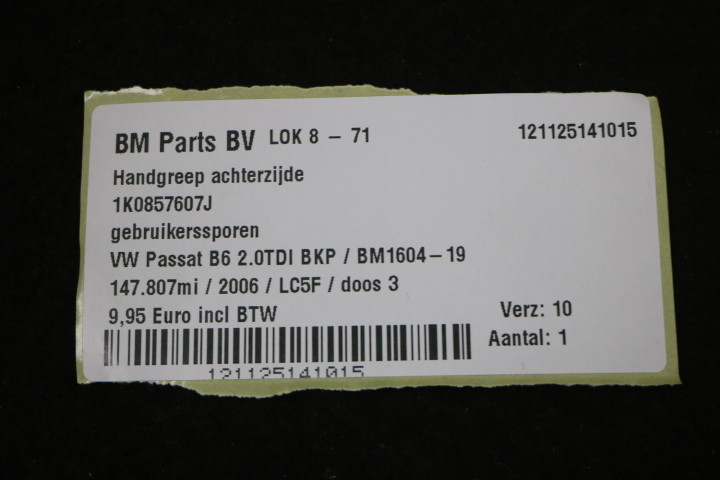 BM Parts BV LOK 8 – 71 121125141015
Handgreep achterzijde
1K0857607J
gebruikerssporen
VW Passat B6 2.0TDI BKP / BM1604–19
147.807mi / 2006 / LC5F / doos 3
9,95 Euro incl BTW Verz: 10
Aantal: 1
121125141015